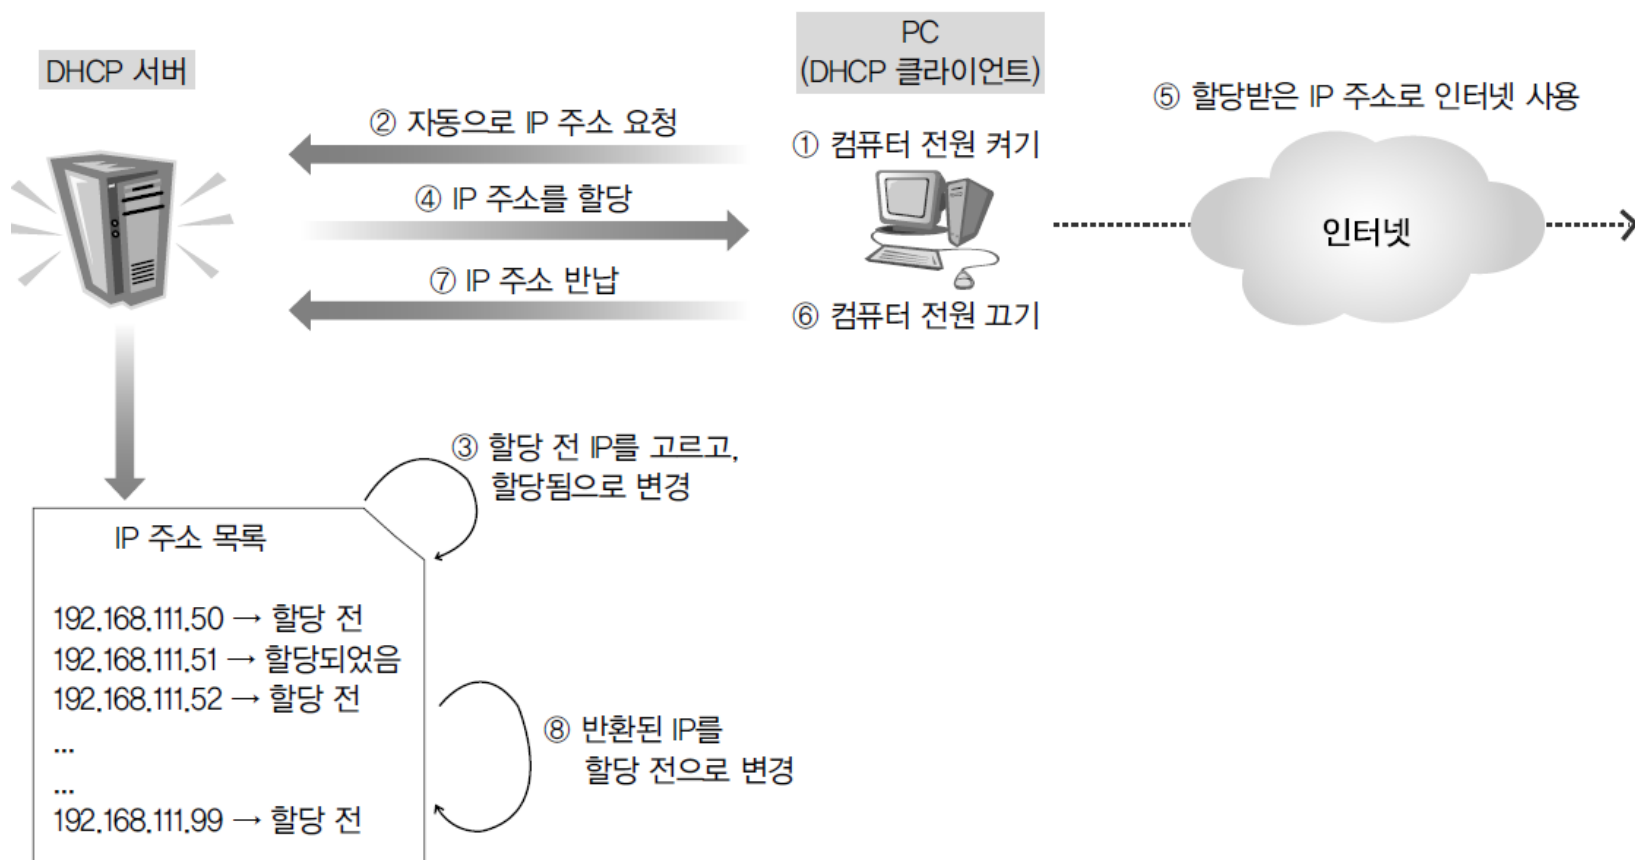 DHCP 서버
PC
(DHCP 클라이언트)
② 자동으로 IP 주소 요청
④ IP 주소를 할당
⑦ IP 주소 반납
① 컴퓨터 전원 켜기
⑥ 컴퓨터 전원 끄기
⑤ 할당받은 IP 주소로 인터넷 사용
인터넷
③ 할당 전 IP를 고르고,
할당됨으로 변경
IP 주소 목록
192.168.111.50 → 할당 전
192.168.111.51 → 할당되었음
192.168.111.52 → 할당 전
...
...
192.168.111.99 → 할당 전
⑧ 반환된 IP를
할당 전으로 변경